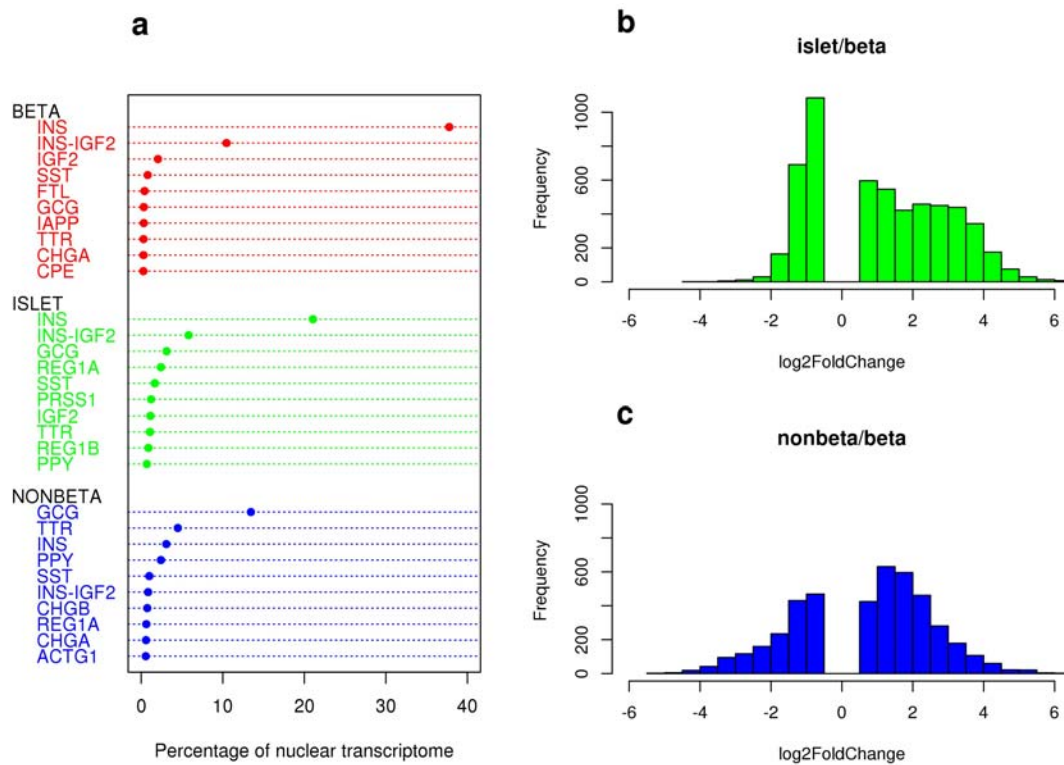 a
BETA
INS
INS-IGF2
IGF2
SST
FTL
GCG
IAPP
TTR
CHGA
CPE
ISLET
INS
INS-IGF2
GCG
REG1A
SST
PRSS1
IGF2
TTR
REG1B
PPY
NONBETA
GCG
TTR
INS
PPY
SST
INS-IGF2
CHGB
REG1A
CHGA
ACTG1
0 10 20 30 40
Percentage of nuclear transcriptome
b
islet/beta
Frequency
1000
600
200
0
-6 -4 -2 0 2 4 6
log2FoldChange
c
nonbeta/beta
Frequency
1000
600
200
0
-6 -4 -2 0 2 4 6
log2FoldChange